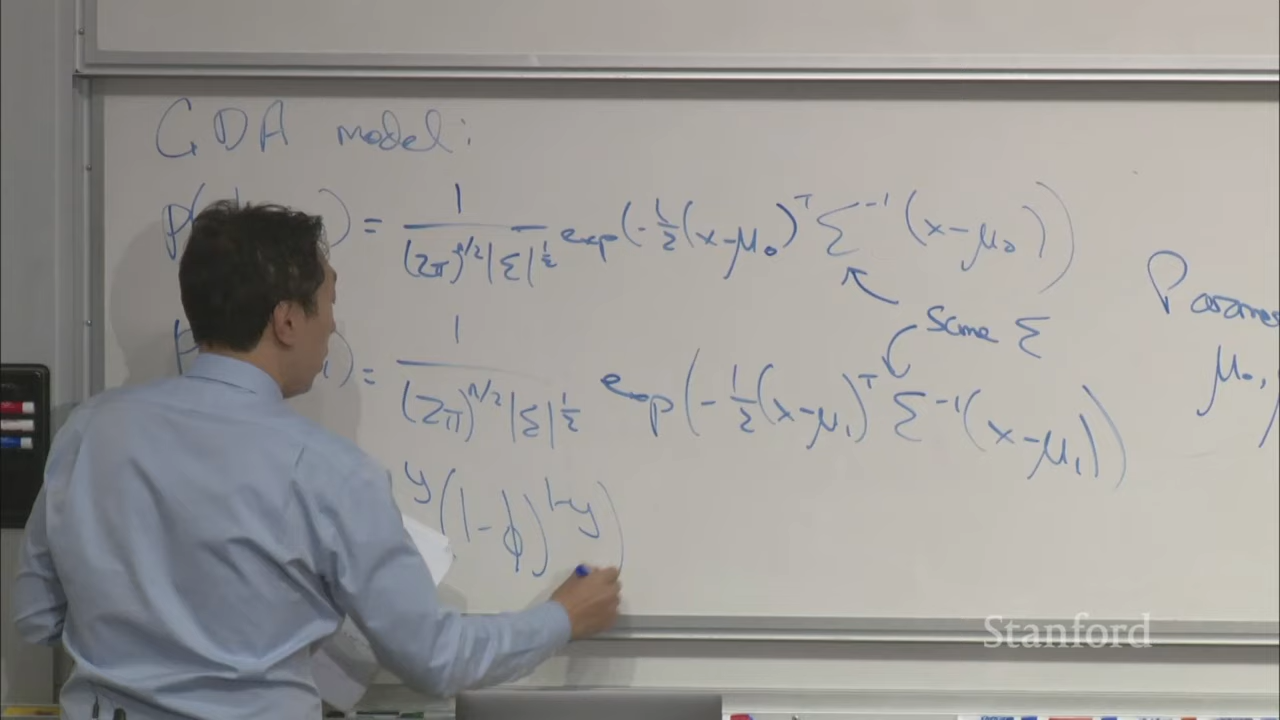 GDA model:
P( ) = 1 / (2π)^{n/2} |Σ|^{1/2} exp(-1/2 (x-μ₀)^T Σ^{-1} (x-μ₀))
Same Σ
P ) = 1 / (2π)^{n/2} |Σ|^{1/2} exp(-1/2 (x-μ₁)^T Σ^{-1} (x-μ₁))
y (1-φ)^{1-y})
Parame
μ₀,
Stanford